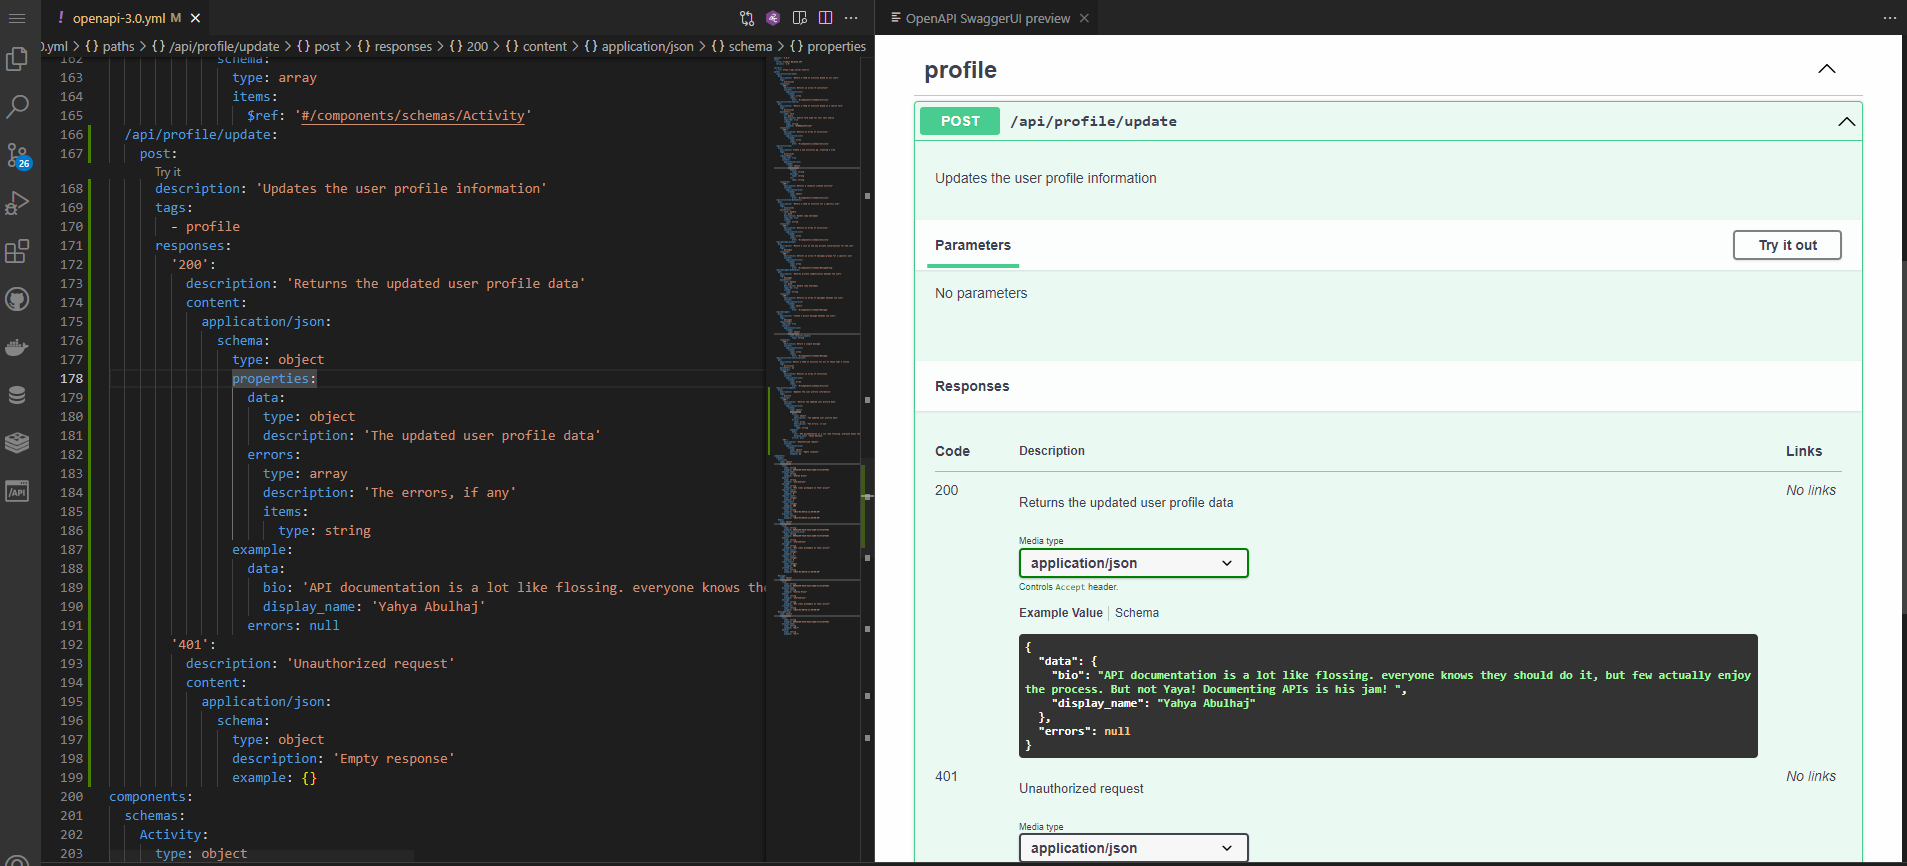 ! openapi-3.0.yml M ×
OpenAPI SwaggerUI preview ×
0.yml > {} paths > {} /api/profile/update > {} post > {} responses > {} 200 > {} content > {} application/json > {} schema > {} properties
162 schema:
163 type: array
164 items:
165 $ref: '#/components/schemas/Activity'
166 /api/profile/update:
167 post:
Try it
168 description: 'Updates the user profile information'
169 tags:
170 - profile
171 responses:
172 '200':
173 description: 'Returns the updated user profile data'
174 content:
175 application/json:
176 schema:
177 type: object
178 properties:
179 data:
180 type: object
181 description: 'The updated user profile data'
182 errors:
183 type: array
184 description: 'The errors, if any'
185 items:
186 type: string
187 example:
188 data:
189 bio: 'API documentation is a lot like flossing. everyone knows the
190 display_name: 'Yahya Abulhaj'
191 errors: null
192 '401':
193 description: 'Unauthorized request'
194 content:
195 application/json:
196 schema:
197 type: object
198 description: 'Empty response'
199 example: {}
200 components:
201 schemas:
202 Activity:
203 type: object
26
/API
profile
POST /api/profile/update
Updates the user profile information
Parameters
Try it out
No parameters
Responses
Code Description Links
200 No links
Returns the updated user profile data
Media type
application/json
Controls Accept header.
Example Value | Schema
{
"data": {
"bio": "API documentation is a lot like flossing. everyone knows they should do it, but few actually enjoy
the process. But not Yaya! Documenting APIs is his jam! ",
"display_name": "Yahya Abulhaj"
},
"errors": null
}
401 No links
Unauthorized request
Media type
application/json